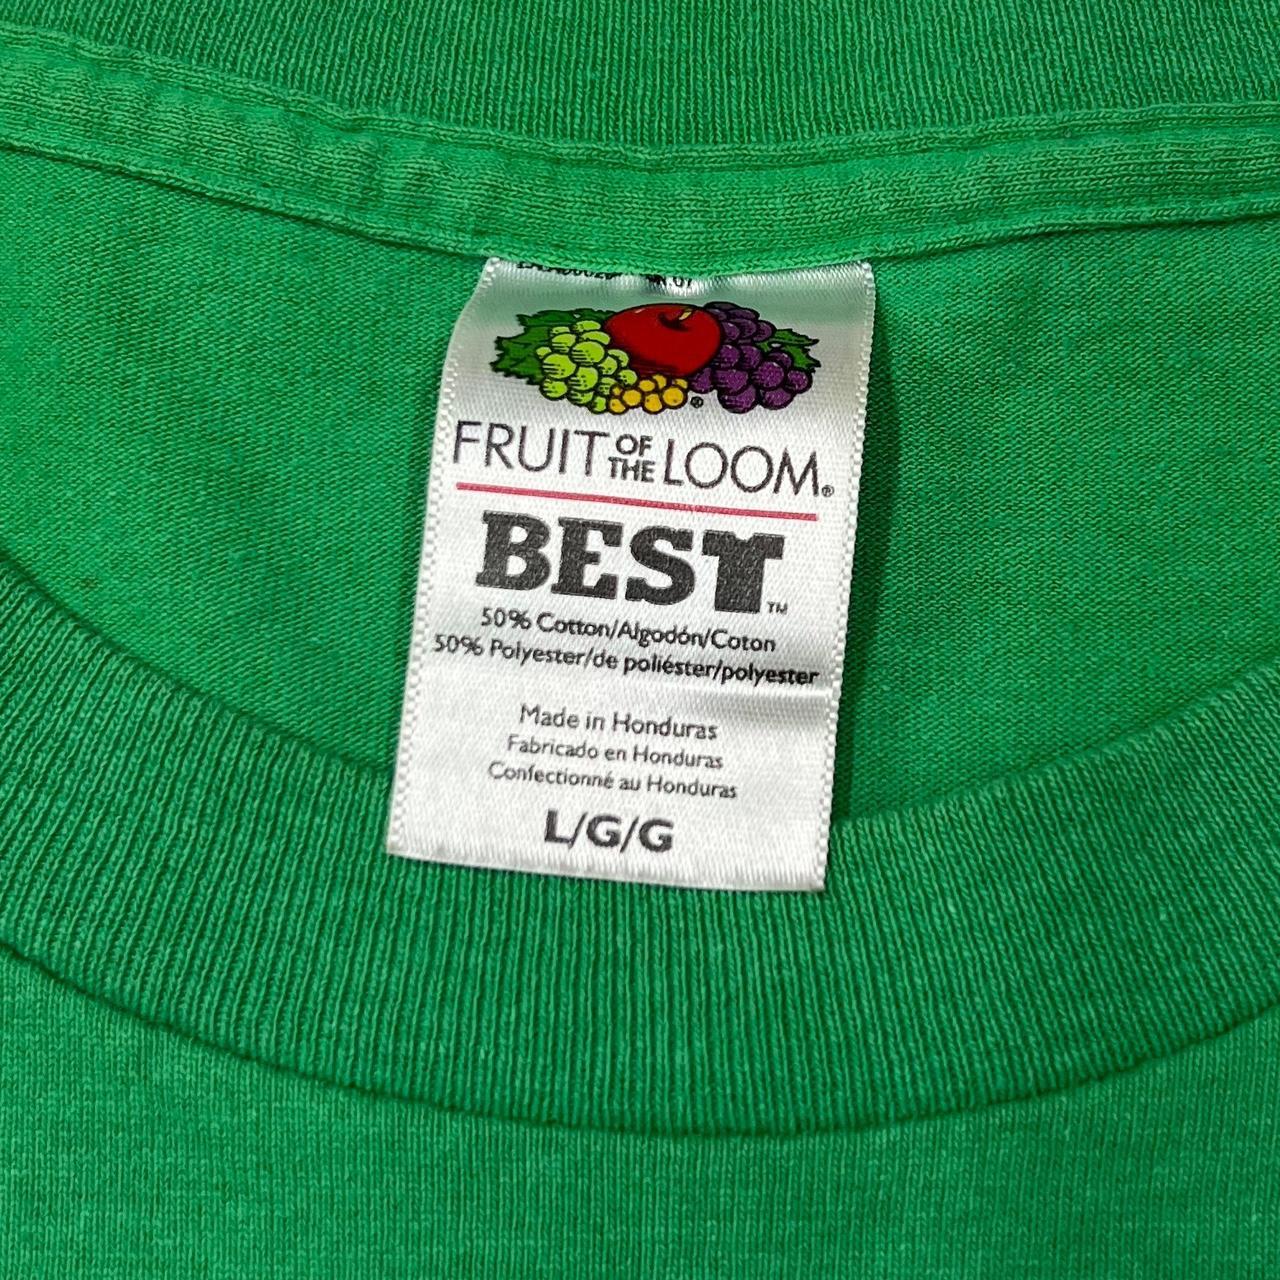 FRUIT OF THE LOOM®
BEST™
50% Cotton/Algodón/Coton
50% Polyester/de poliéster/polyester
Made in Honduras
Fabricado en Honduras
Confectionné au Honduras
L/G/G